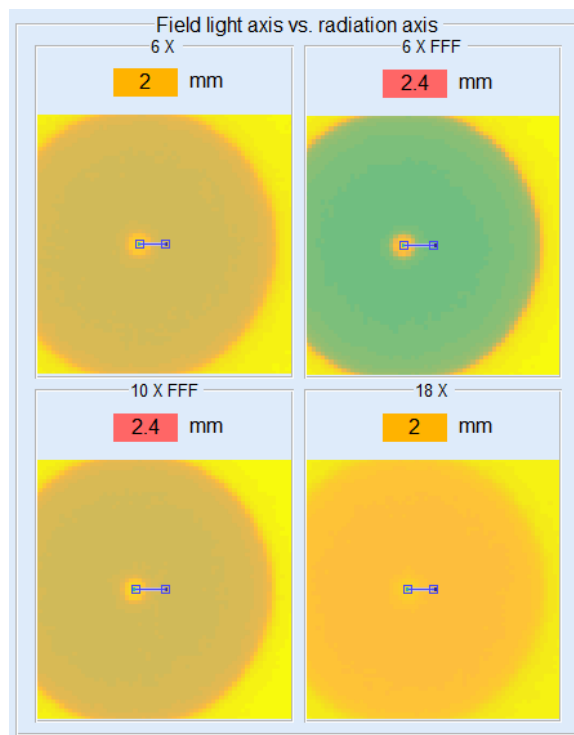 Field light axis vs. radiation axis
6 X
6 X FFF
2 mm
2.4 mm
10 X FFF
18 X
2.4 mm
2 mm